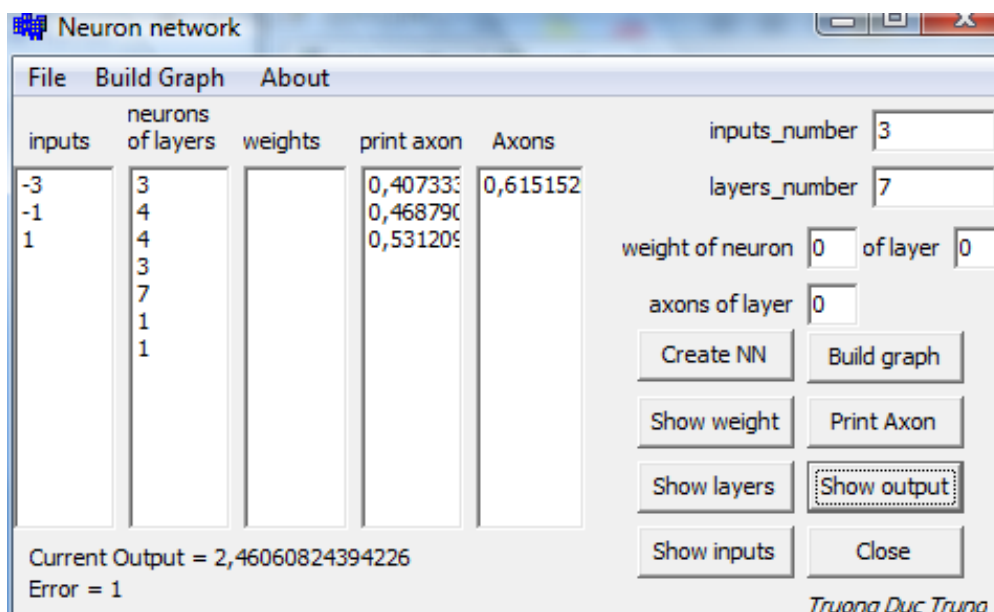 Neuron network
File Build Graph About
inputs
neurons of layers
weights
print axon
Axons
-3
-1
1
3
4
4
3
7
1
1
0,407333
0,468790
0,531209
0,615152
inputs_number 3
layers_number 7
weight of neuron 0 of layer 0
axons of layer 0
Create NN Build graph
Show weight Print Axon
Show layers Show output
Show inputs Close
Current Output = 2,46060824394226
Error = 1
Truong Duc Trung